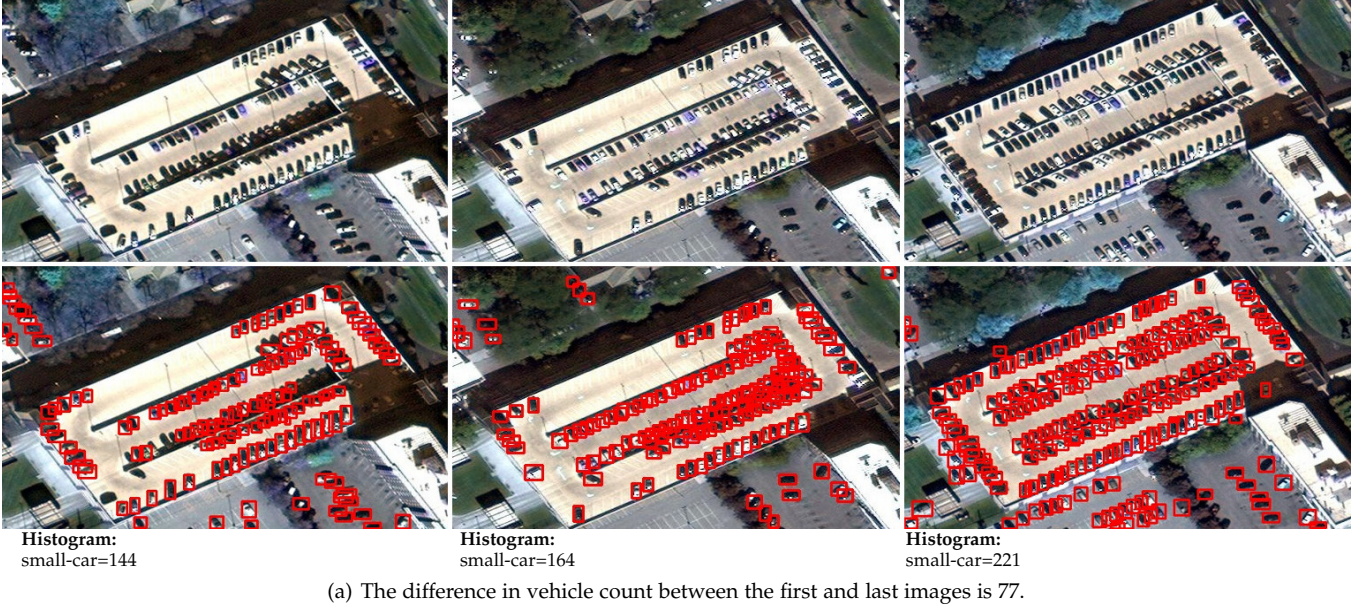 Histogram:
small-car=144
Histogram:
small-car=164
Histogram:
small-car=221
(a) The difference in vehicle count between the first and last images is 77.